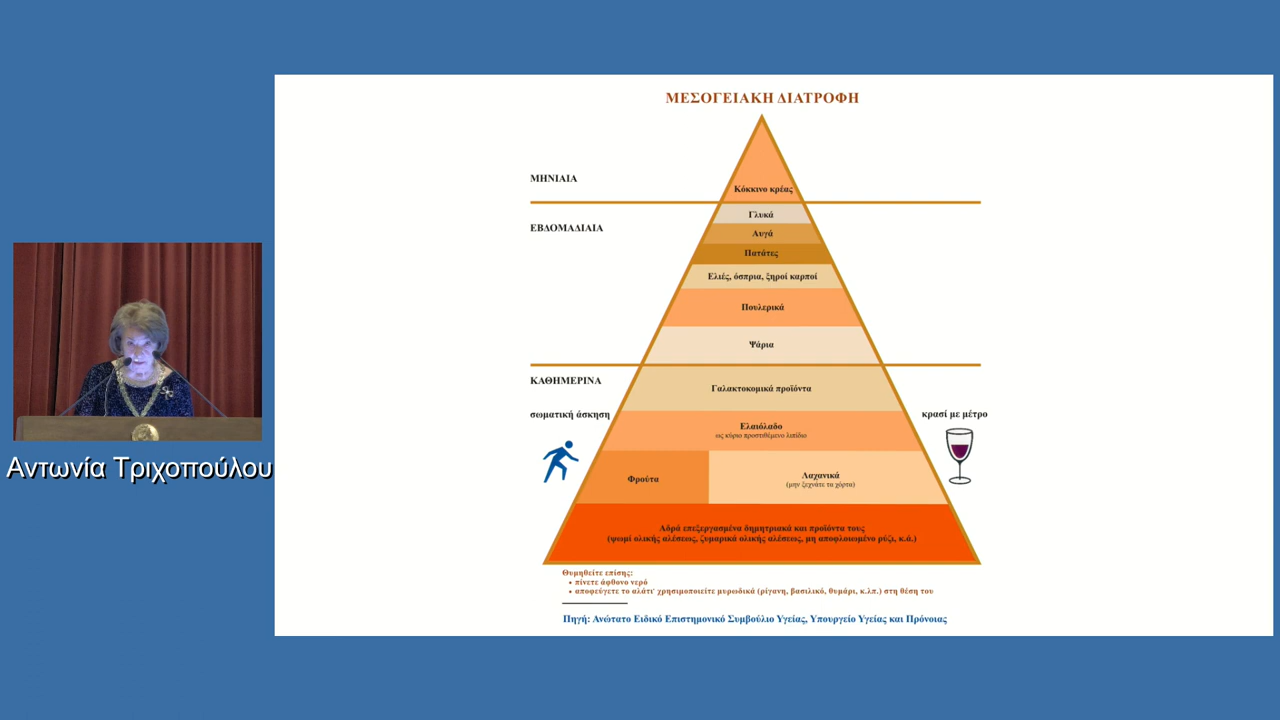 ΜΕΣΟΓΕΙΑΚΗ ΔΙΑΤΡΟΦΗ
ΜΗΝΙΑΙΑ
Κόκκινο κρέας
Γλυκά
ΕΒΔΟΜΑΔΙΑΙΑ
Αυγά
Πατάτες
Ελιές, όσπρια, ξηροί καρποί
Πουλερικά
Ψάρια
ΚΑΘΗΜΕΡΙΝΑ
Γαλακτοκομικά προϊόντα
σωματική άσκηση
κρασί με μέτρο
Ελαιόλαδο
ως κύριο προστιθέμενο λιπίδιο
Φρούτα
Λαχανικά
(μην ξεχνάτε τα χόρτα)
Αδρά επεξεργασμένα δημητριακά και προϊόντα τους
(ψωμί ολικής αλέσεως, ζυμαρικά ολικής αλέσεως, μη αποφλοιωμένο ρύζι, κ.ά.)
Θυμηθείτε επίσης:
• πίνετε άφθονο νερό
• αποφεύγετε το αλάτι· χρησιμοποιείτε μυρωδικά (ρίγανη, βασιλικό, θυμάρι, κ.λπ.) στη θέση του
Πηγή: Ανώτατο Ειδικό Επιστημονικό Συμβούλιο Υγείας, Υπουργείο Υγείας και Πρόνοιας
Αντωνία Τριχοπούλου